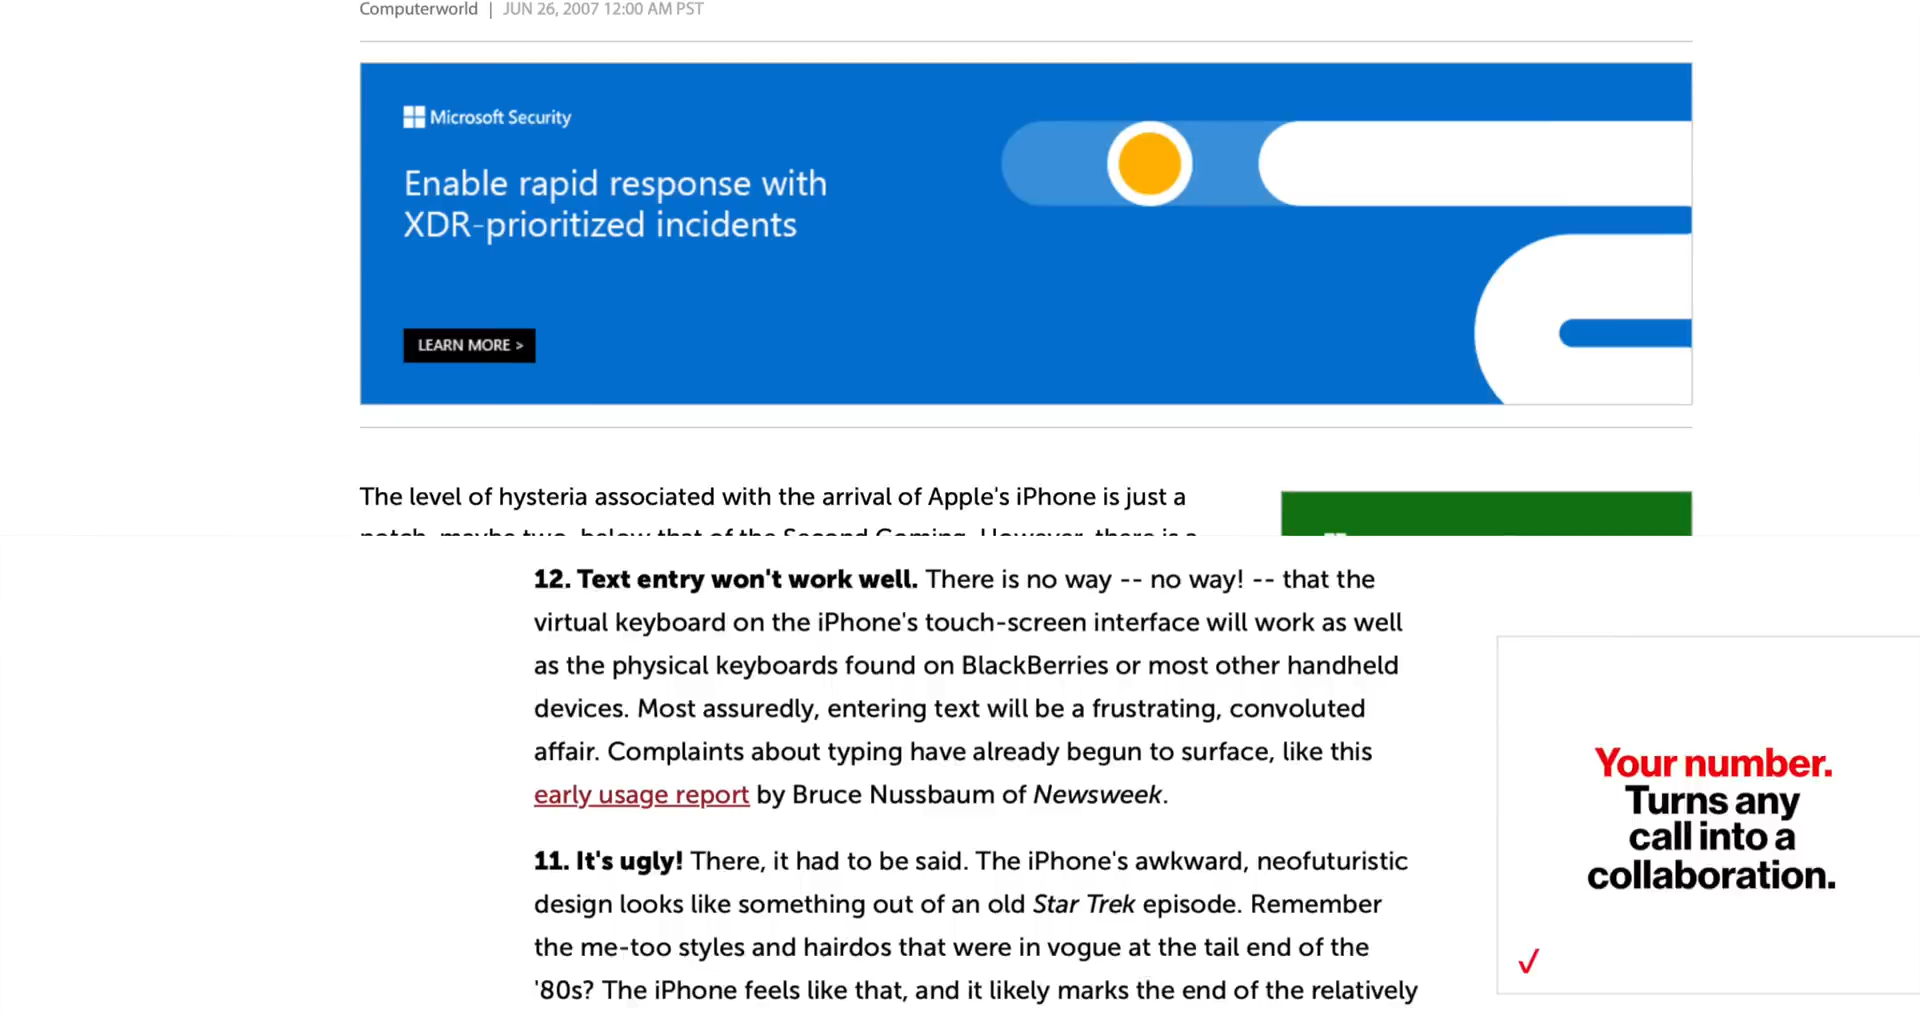 Computerworld | JUN 26, 2007 12:00 AM PST
Microsoft Security
Enable rapid response with
XDR-prioritized incidents
LEARN MORE >
The level of hysteria associated with the arrival of Apple's iPhone is just a
notch, maybe two, below that of the Second Coming. However, there is a
12. Text entry won't work well. There is no way -- no way! -- that the
virtual keyboard on the iPhone's touch-screen interface will work as well
as the physical keyboards found on BlackBerries or most other handheld
devices. Most assuredly, entering text will be a frustrating, convoluted
affair. Complaints about typing have already begun to surface, like this
early usage report by Bruce Nussbaum of Newsweek.
11. It's ugly! There, it had to be said. The iPhone's awkward, neofuturistic
design looks like something out of an old Star Trek episode. Remember
the me-too styles and hairdos that were in vogue at the tail end of the
'80s? The iPhone feels like that, and it likely marks the end of the relatively
Your number.
Turns any
call into a
collaboration.